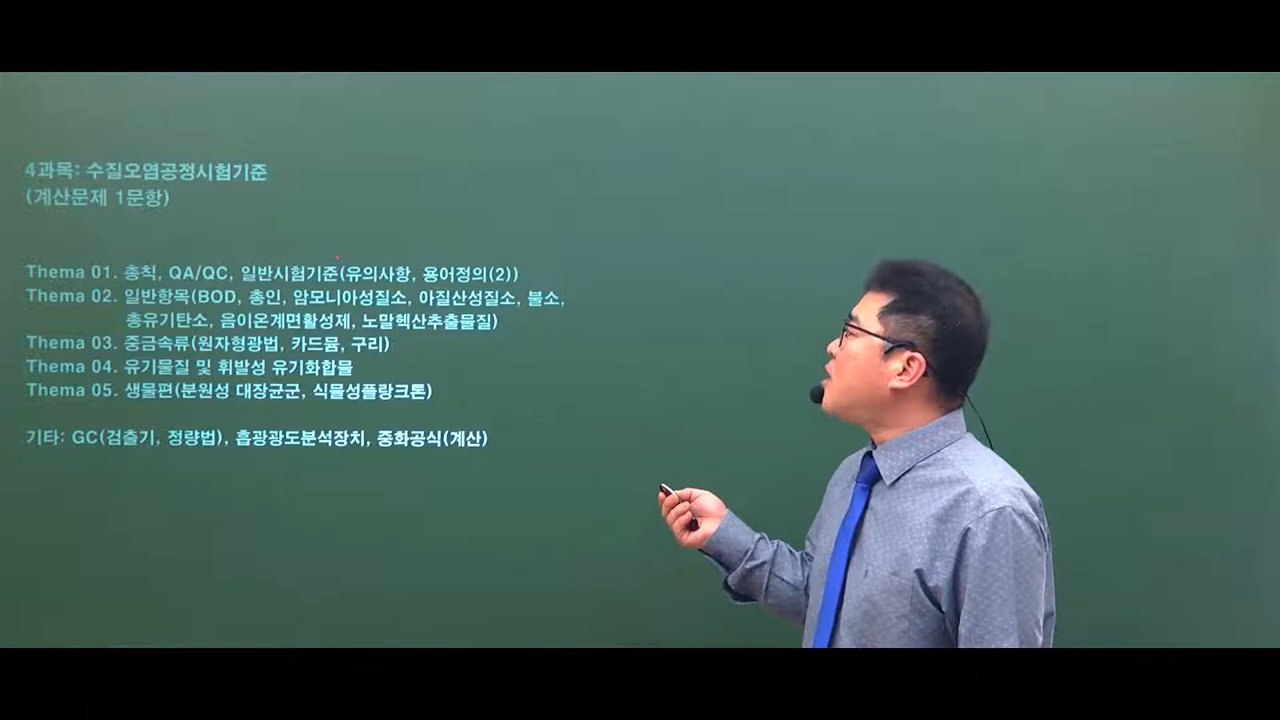 4과목: 수질오염공정시험기준
(계산문제 1문항)
Thema 01. 총칙, QA/QC, 일반시험기준(유의사항, 용어정의(2))
Thema 02. 일반항목(BOD, 총인, 암모니아성질소, 아질산성질소, 불소,
총유기탄소, 음이온계면활성제, 노말헥산추출물질)
Thema 03. 중금속류(원자형광법, 카드뮴, 구리)
Thema 04. 유기물질 및 휘발성 유기화합물
Thema 05. 생물편(분원성 대장균군, 식물성플랑크톤)
기타: GC(검출기, 정량법), 흡광광도분석장치, 중화공식(계산)